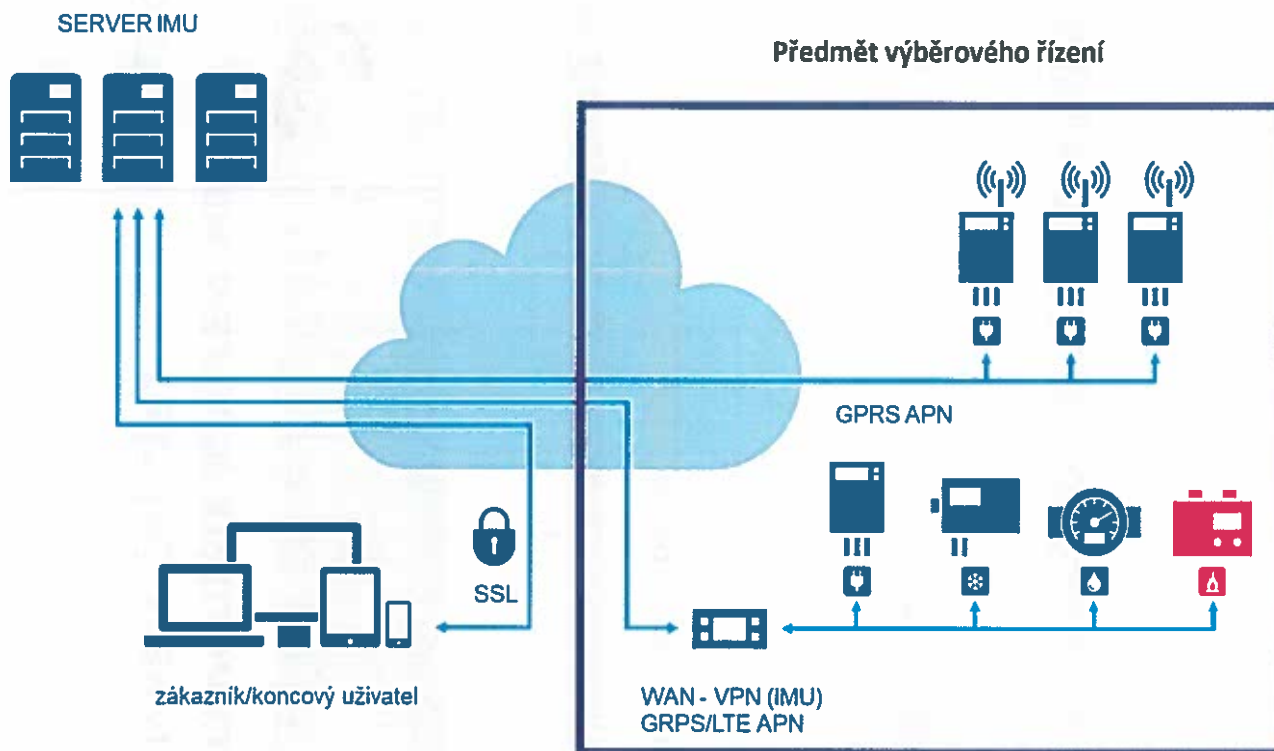 SERVER IMU
Předmět výběrového řízení
GPRS APN
SSL
zákazník/koncový uživatel
WAN - VPN (IMU)
GRPS/LTE APN